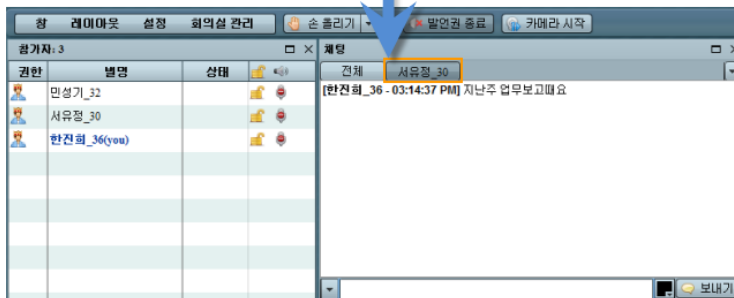 창 레이아웃 설정 회의실 관리 손 올리기 발언권 종료 카메라 시작
참가자: 3
권한 별명 상태
민성기_32
서유정_30
한진희_36(you)
채팅
전체 서유정_30
[한진희_36 - 03:14:37 PM] 지난주 업무보고때요
보내기